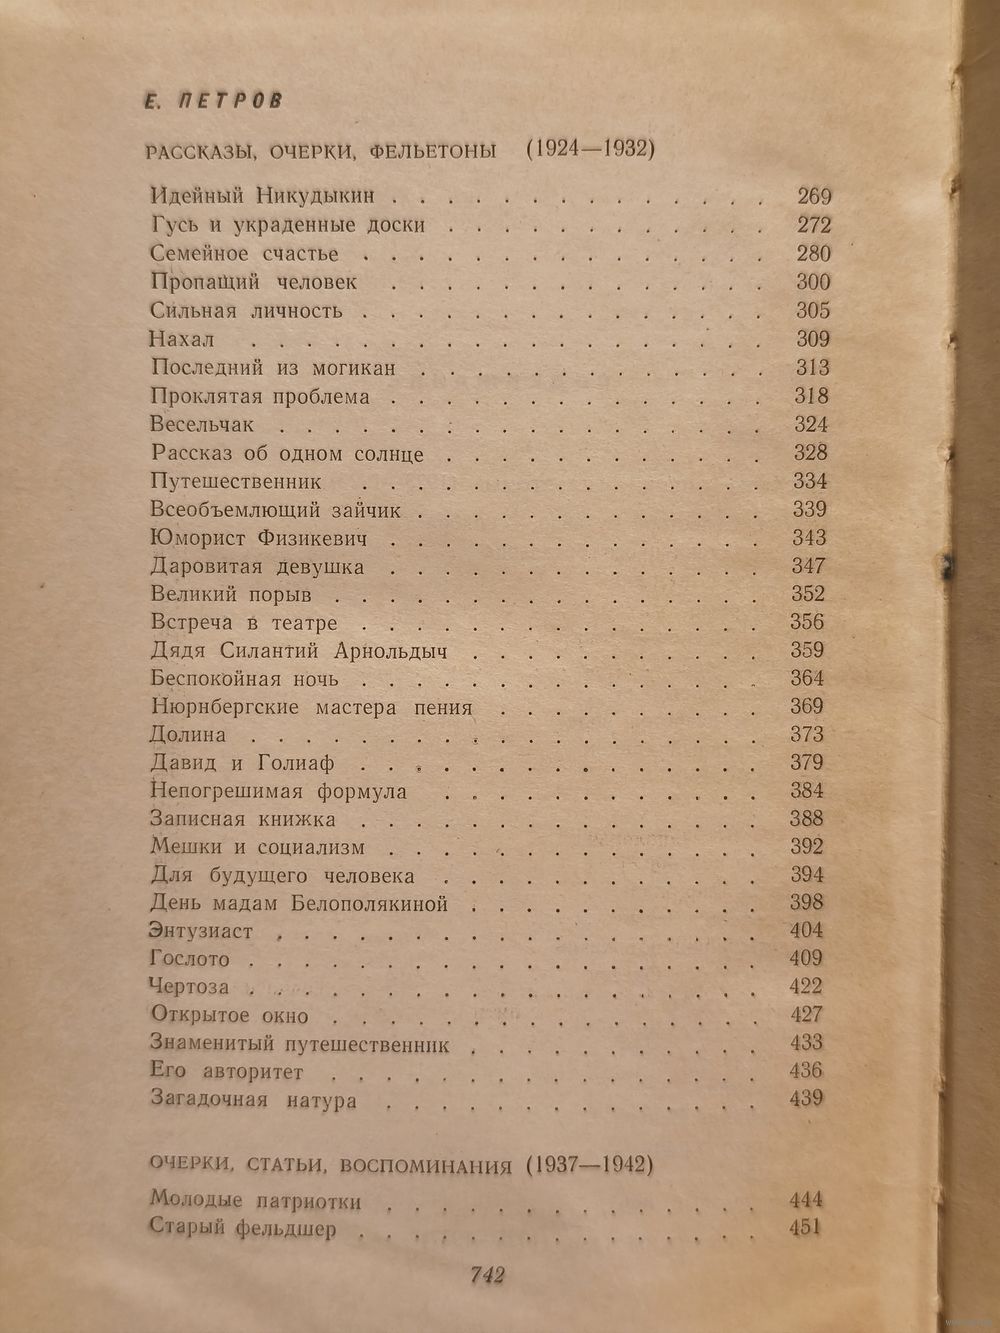 Е. ПЕТРОВ
РАССКАЗЫ, ОЧЕРКИ, ФЕЛЬЕТОНЫ (1924—1932)
Идейный Никудыкин . . . . . . . . . . . . . . 269
Гусь и украденные доски . . . . . . . . . . . . 272
Семейное счастье . . . . . . . . . . . . . . . 280
Пропащий человек . . . . . . . . . . . . . . 300
Сильная личность . . . . . . . . . . . . . . . 305
Нахал . . . . . . . . . . . . . . . . . . . 309
Последний из могикан . . . . . . . . . . . . . 313
Проклятая проблема . . . . . . . . . . . . . . 318
Весельчак . . . . . . . . . . . . . . . . . . 324
Рассказ об одном солнце . . . . . . . . . . . . 328
Путешественник . . . . . . . . . . . . . . . 334
Всеобъемлющий зайчик . . . . . . . . . . . . . 339
Юморист Физикевич . . . . . . . . . . . . . . 343
Даровитая девушка . . . . . . . . . . . . . . 347
Великий порыв . . . . . . . . . . . . . . . . 352
Встреча в театре . . . . . . . . . . . . . . . 356
Дядя Силантий Арнольдыч . . . . . . . . . . . 359
Беспокойная ночь . . . . . . . . . . . . . . . 364
Нюрнбергские мастера пения . . . . . . . . . . 369
Долина . . . . . . . . . . . . . . . . . . . 373
Давид и Голиаф . . . . . . . . . . . . . . . 379
Непогрешимая формула . . . . . . . . . . . . 384
Записная книжка . . . . . . . . . . . . . . . 388
Мешки и социализм . . . . . . . . . . . . . . 392
Для будущего человека . . . . . . . . . . . . 394
День мадам Белополякиной . . . . . . . . . . . 398
Энтузиаст . . . . . . . . . . . . . . . . . . 404
Гослото . . . . . . . . . . . . . . . . . . . 409
Чертоза . . . . . . . . . . . . . . . . . . . 422
Открытое окно . . . . . . . . . . . . . . . . 427
Знаменитый путешественник . . . . . . . . . . . 433
Его авторитет . . . . . . . . . . . . . . . . 436
Загадочная натура . . . . . . . . . . . . . . 439
ОЧЕРКИ, СТАТЬИ, ВОСПОМИНАНИЯ (1937—1942)
Молодые патриотки . . . . . . . . . . . . . . 444
Старый фельдшер . . . . . . . . . . . . . . . 451
742